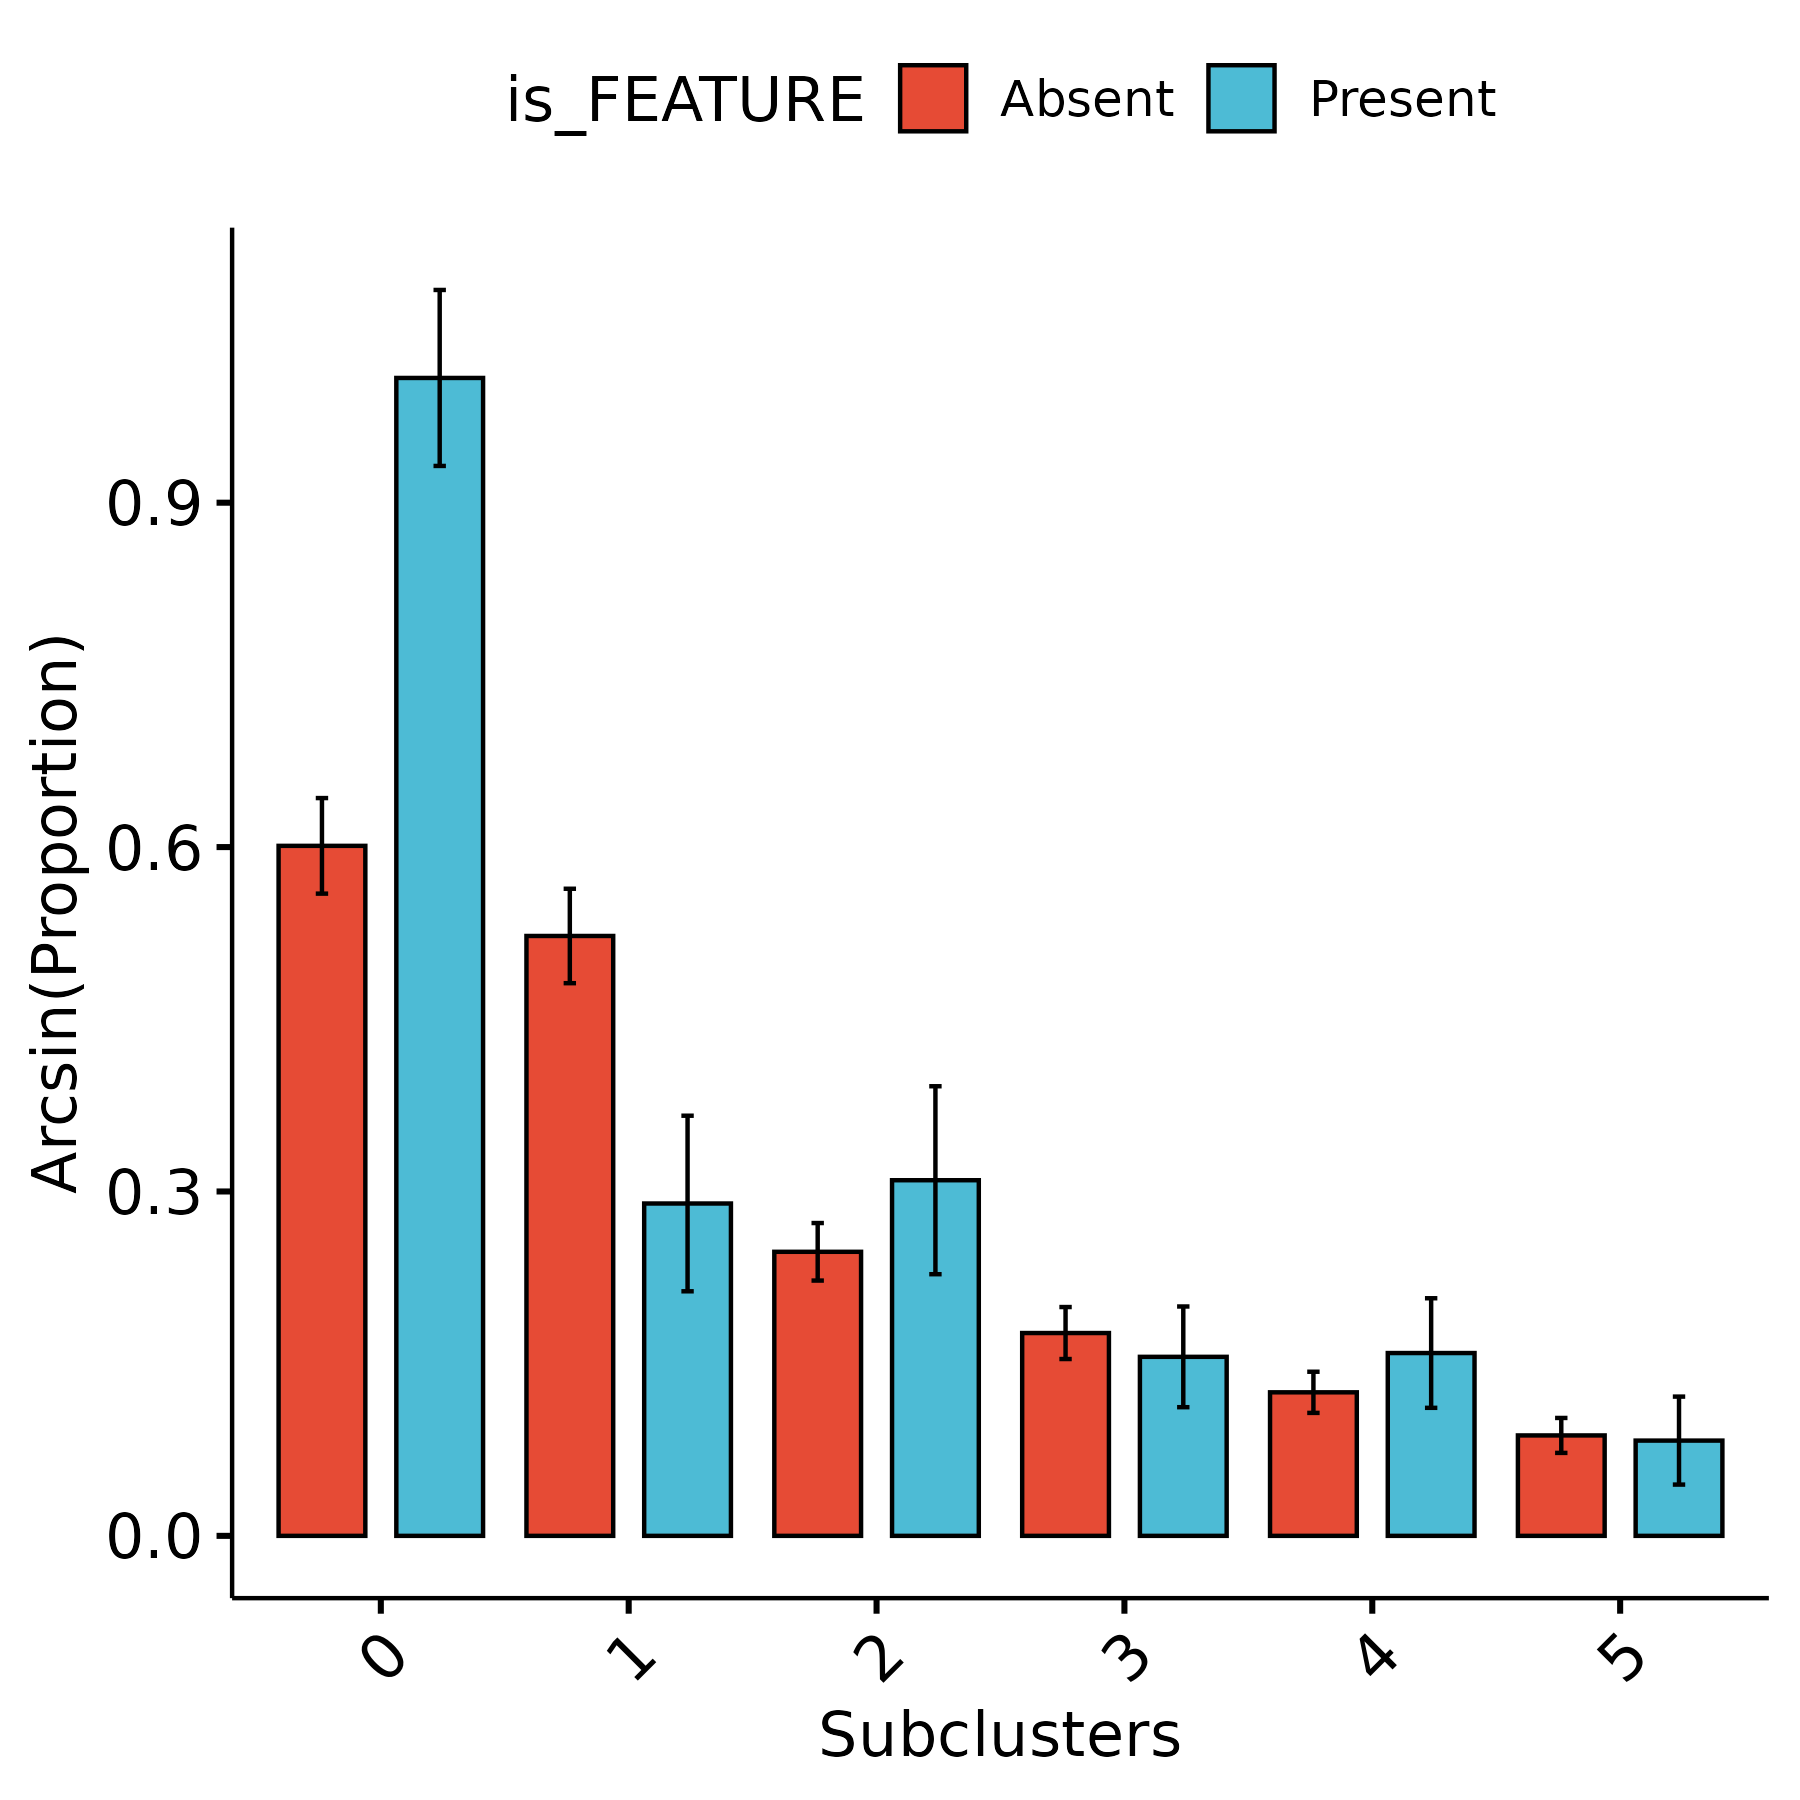 is_FEATURE Absent Present
Arcsin(Proportion)
0.9
0.6
0.3
0.0
0 1 2 3 4 5
Subclusters